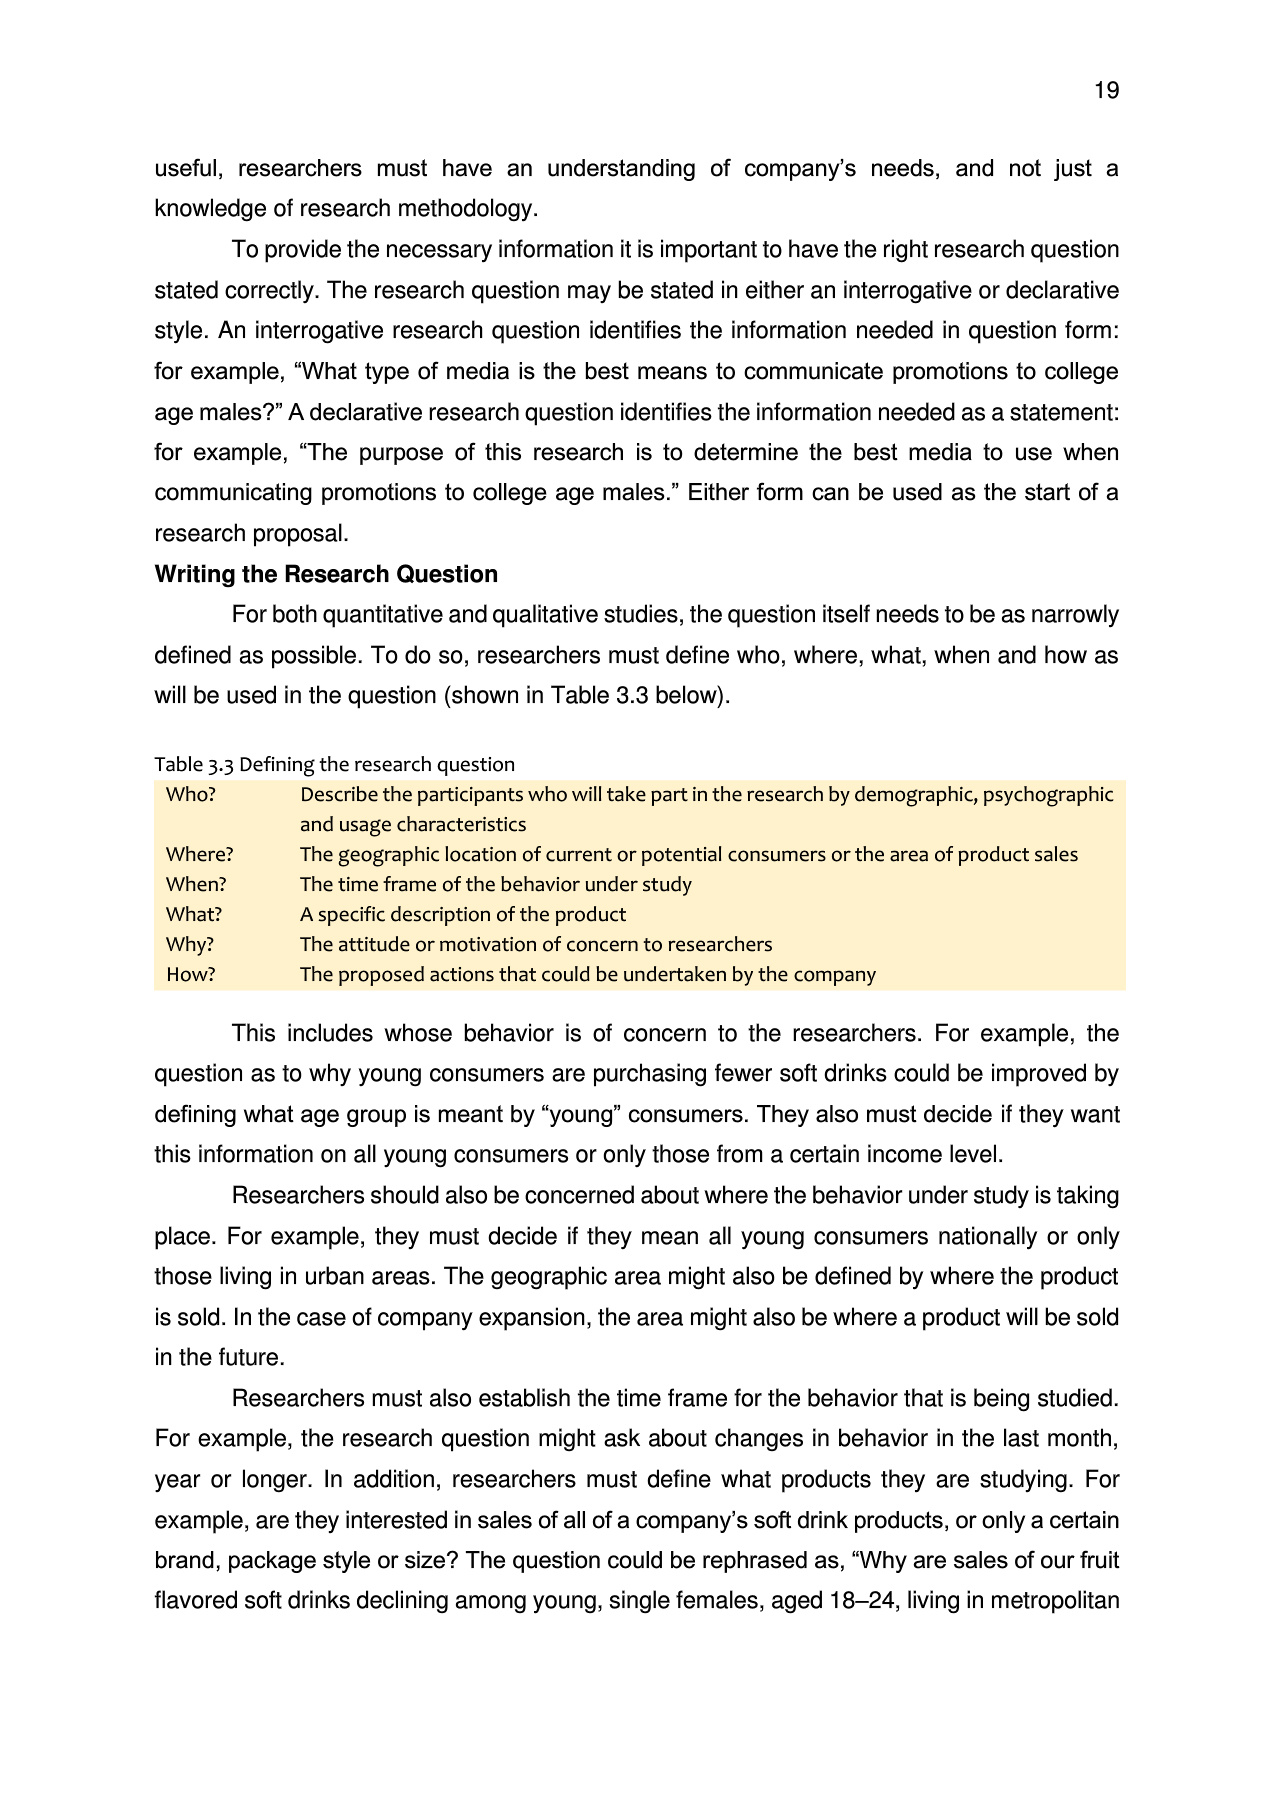 19
useful, researchers must have an understanding of company’s needs, and not just a
knowledge of research methodology.
To provide the necessary information it is important to have the right research question
stated correctly. The research question may be stated in either an interrogative or declarative
style. An interrogative research question identifies the information needed in question form:
for example, “What type of media is the best means to communicate promotions to college
age males?” A declarative research question identifies the information needed as a statement:
for example, “The purpose of this research is to determine the best media to use when
communicating promotions to college age males.” Either form can be used as the start of a
research proposal.
Writing the Research Question
For both quantitative and qualitative studies, the question itself needs to be as narrowly
defined as possible. To do so, researchers must define who, where, what, when and how as
will be used in the question (shown in Table 3.3 below).
Table 3.3 Defining the research question
Who? Describe the participants who will take part in the research by demographic, psychographic
and usage characteristics
Where? The geographic location of current or potential consumers or the area of product sales
When? The time frame of the behavior under study
What? A specific description of the product
Why? The attitude or motivation of concern to researchers
How? The proposed actions that could be undertaken by the company
This includes whose behavior is of concern to the researchers. For example, the
question as to why young consumers are purchasing fewer soft drinks could be improved by
defining what age group is meant by “young” consumers. They also must decide if they want
this information on all young consumers or only those from a certain income level.
Researchers should also be concerned about where the behavior under study is taking
place. For example, they must decide if they mean all young consumers nationally or only
those living in urban areas. The geographic area might also be defined by where the product
is sold. In the case of company expansion, the area might also be where a product will be sold
in the future.
Researchers must also establish the time frame for the behavior that is being studied.
For example, the research question might ask about changes in behavior in the last month,
year or longer. In addition, researchers must define what products they are studying. For
example, are they interested in sales of all of a company’s soft drink products, or only a certain
brand, package style or size? The question could be rephrased as, “Why are sales of our fruit
flavored soft drinks declining among young, single females, aged 18–24, living in metropolitan